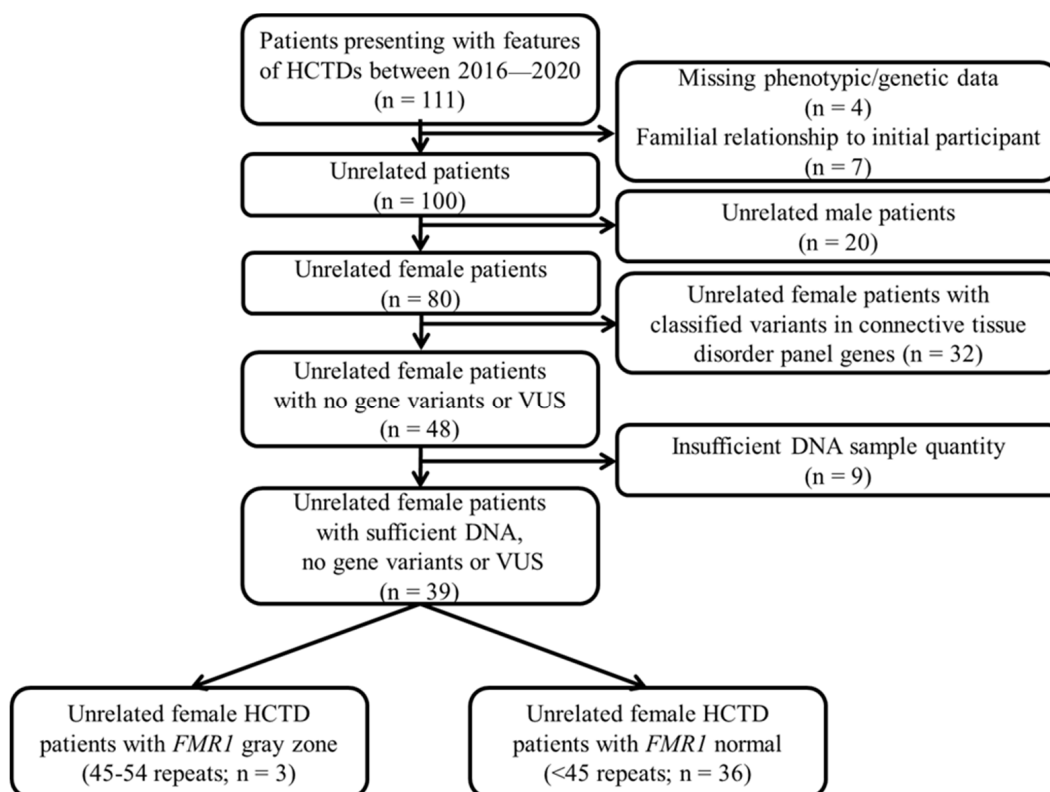 Patients presenting with features
of HCTDs between 2016—2020
(n = 111)
Missing phenotypic/genetic data
(n = 4)
Familial relationship to initial participant
(n = 7)
Unrelated patients
(n = 100)
Unrelated male patients
(n = 20)
Unrelated female patients
(n = 80)
Unrelated female patients with
classified variants in connective tissue
disorder panel genes (n = 32)
Unrelated female patients
with no gene variants or VUS
(n = 48)
Insufficient DNA sample quantity
(n = 9)
Unrelated female patients
with sufficient DNA,
no gene variants or VUS
(n = 39)
Unrelated female HCTD
patients with FMR1 gray zone
(45-54 repeats; n = 3)
Unrelated female HCTD
patients with FMR1 normal
(<45 repeats; n = 36)